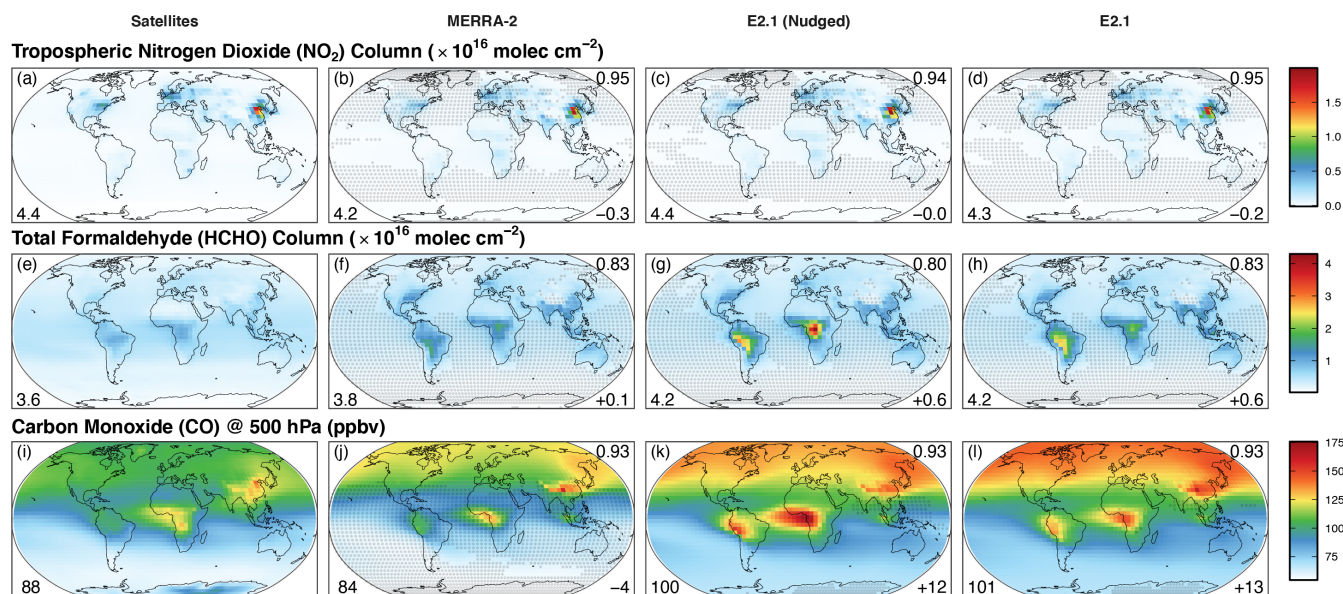 Satellites MERRA-2 E2.1 (Nudged) E2.1
Tropospheric Nitrogen Dioxide (NO₂) Column (× 10¹⁶ molec cm⁻²)
(a) (b) 0.95 (c) 0.94 (d) 0.95
1.5
1.0
0.5
0.0
4.4 4.2 −0.3 4.4 −0.0 4.3 −0.2
Total Formaldehyde (HCHO) Column (× 10¹⁶ molec cm⁻²)
(e) (f) 0.83 (g) 0.80 (h) 0.83
4
3
2
1
3.6 3.8 +0.1 4.2 +0.6 4.2 +0.6
Carbon Monoxide (CO) @ 500 hPa (ppbv)
(i) (j) 0.93 (k) 0.93 (l) 0.93
175
150
125
100
75
88 84 −4 100 +12 101 +13